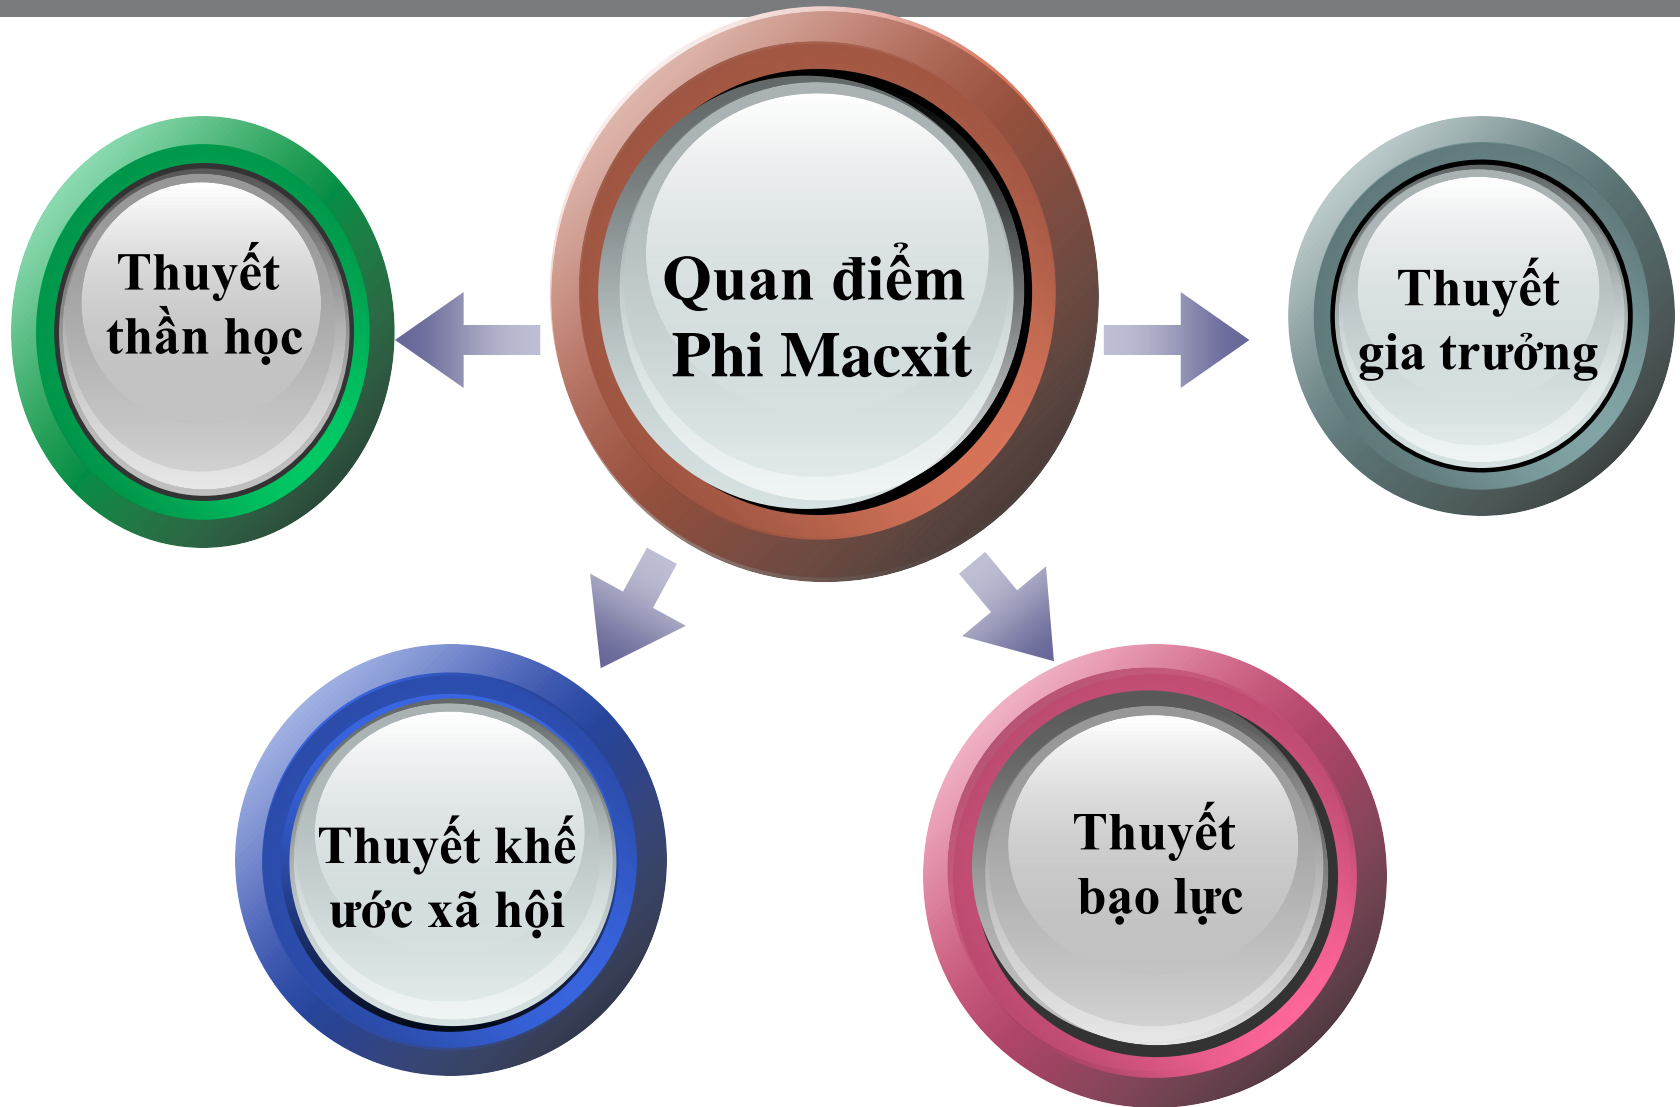 Quan điểm
Phi Macxit
Thuyết
thần học
Thuyết
gia trưởng
Thuyết khế
ước xã hội
Thuyết
bạo lực